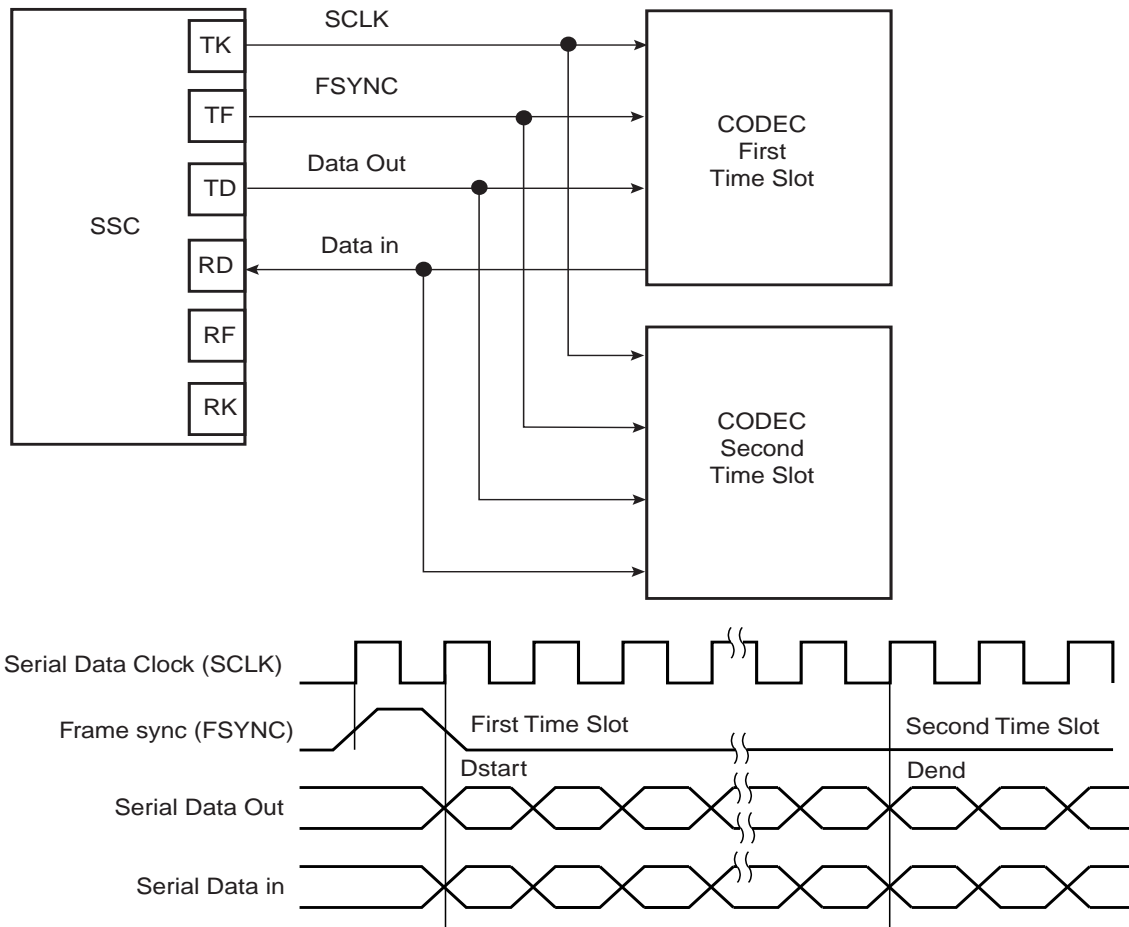 SSC
TK
TF
TD
RD
RF
RK
SCLK
FSYNC
Data Out
Data in
CODEC
First
Time Slot
CODEC
Second
Time Slot
Serial Data Clock (SCLK)
Frame sync (FSYNC)
First Time Slot
Second Time Slot
Dstart
Dend
Serial Data Out
Serial Data in